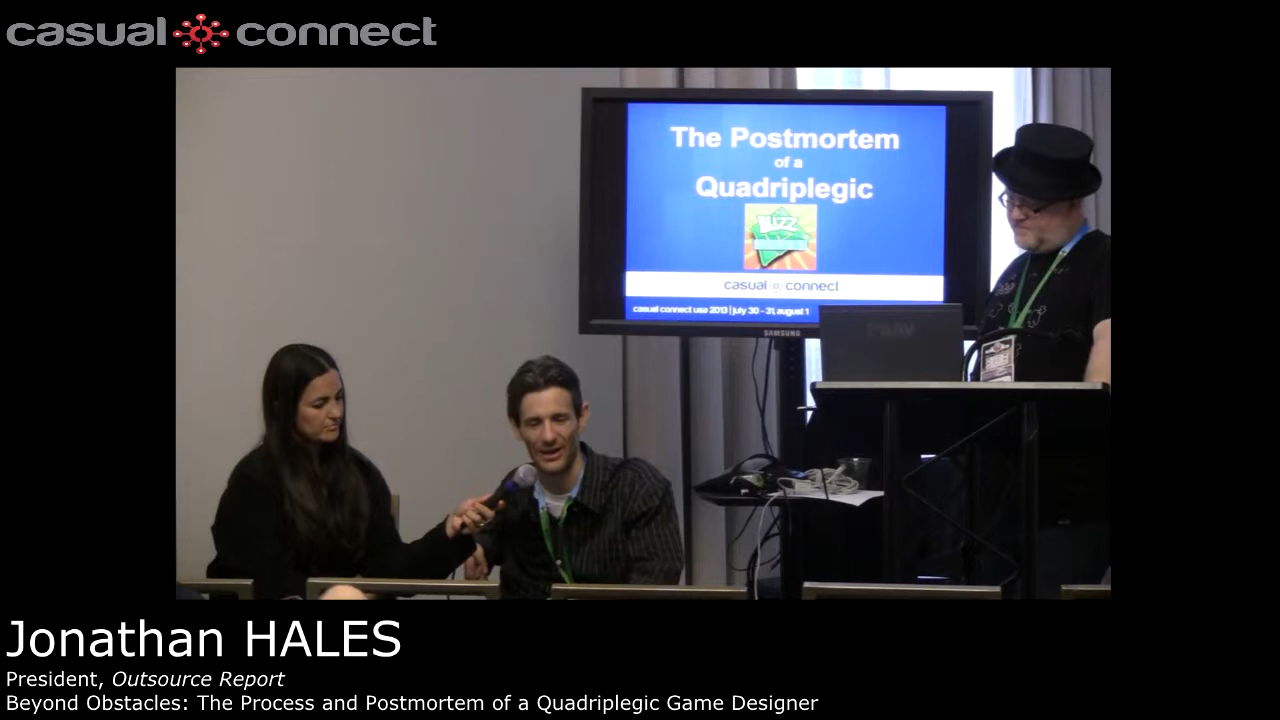 casual connect
The Postmortem
of a
Quadriplegic
casual connect
casual connect usa 2013 | july 30 - 31, august 1
SAMSUNG
Jonathan HALES
President, Outsource Report
Beyond Obstacles: The Process and Postmortem of a Quadriplegic Game Designer